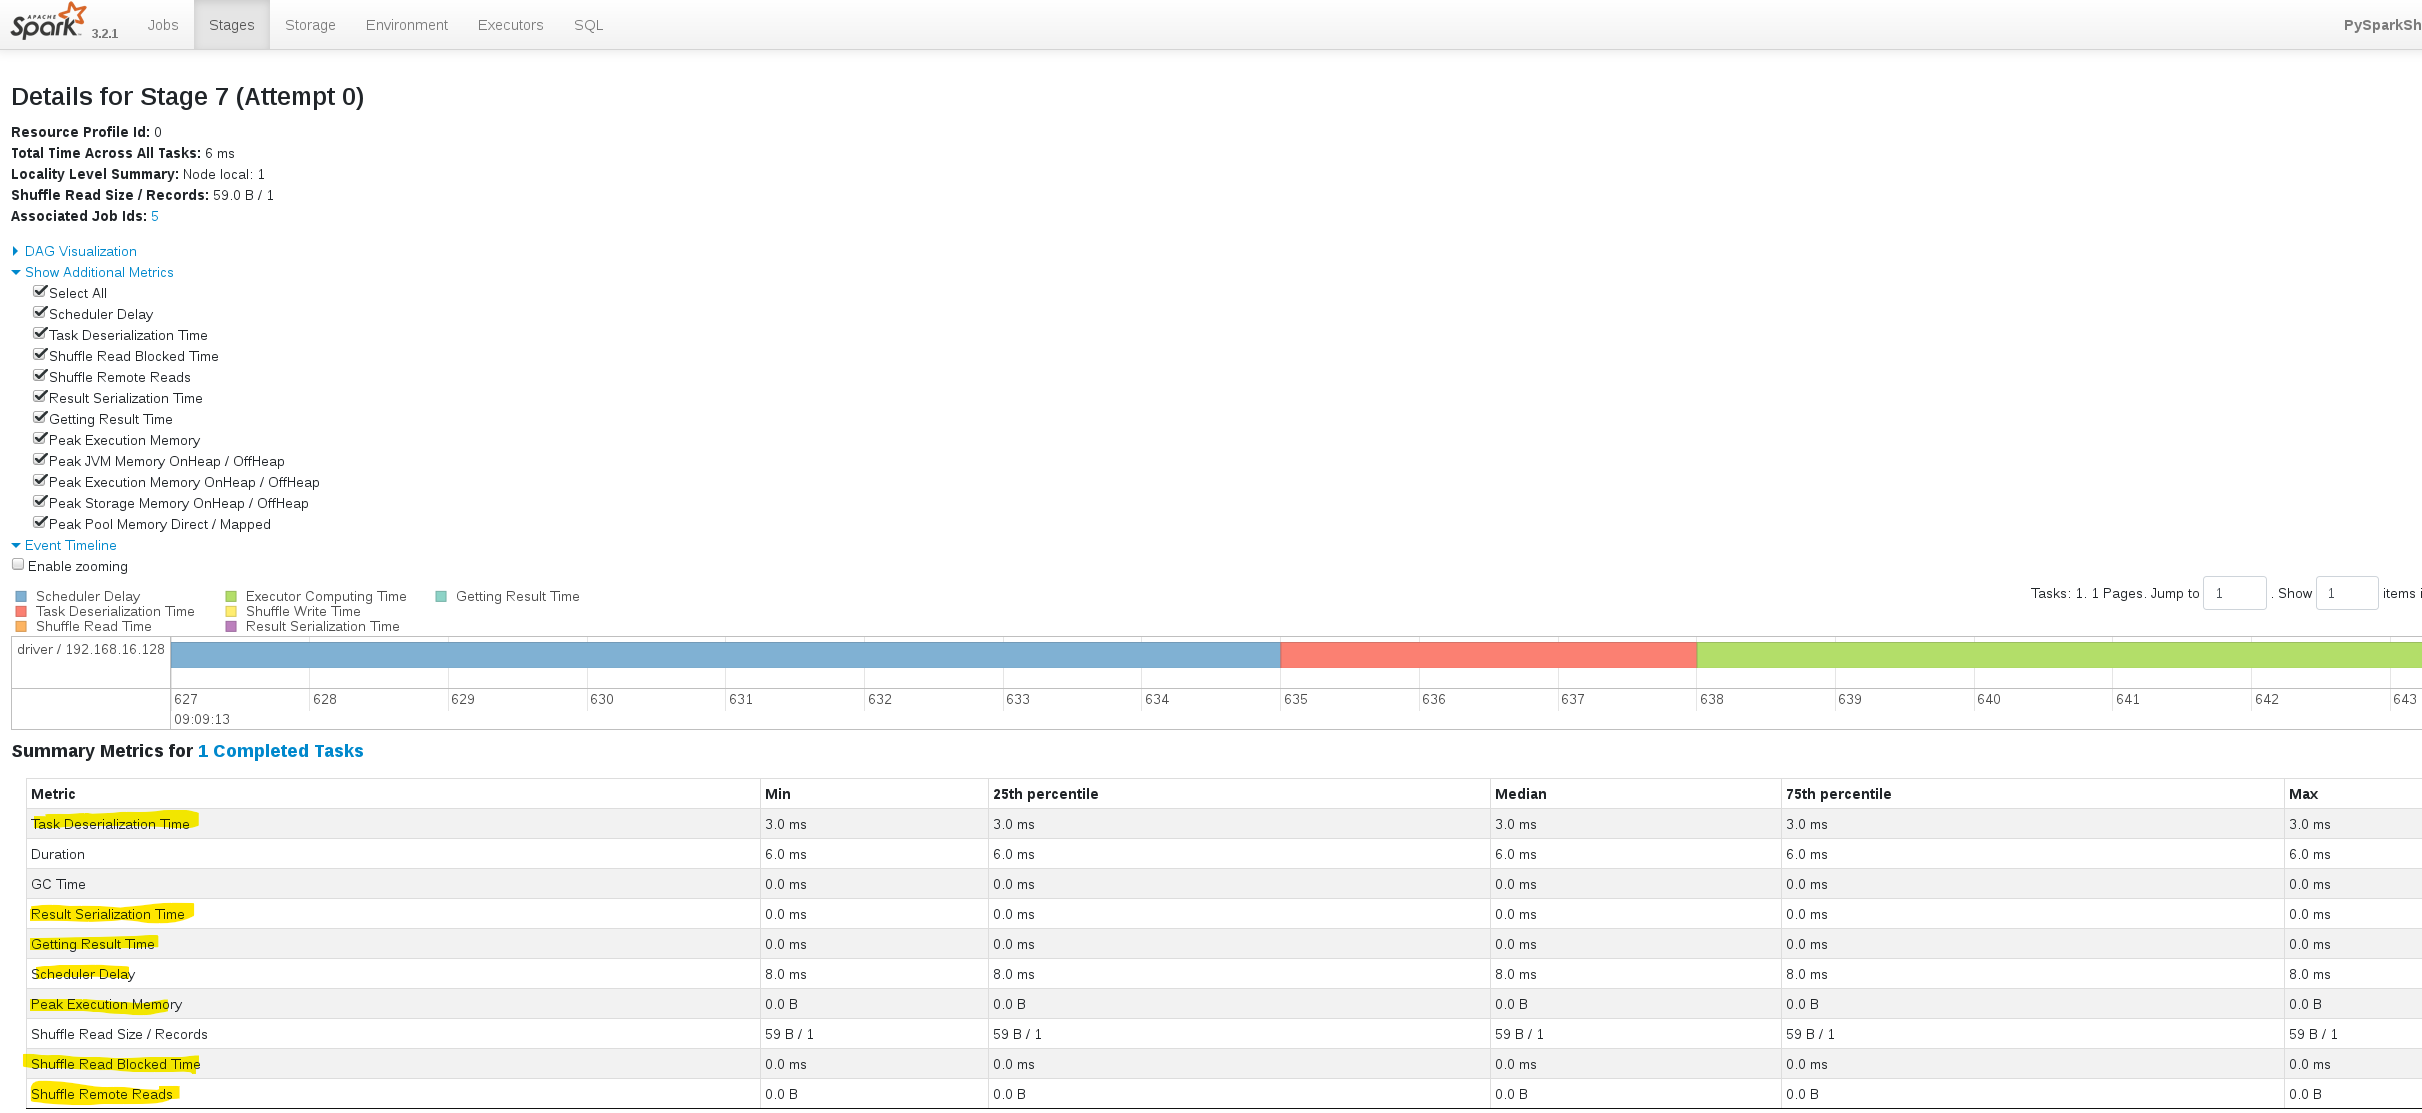 APACHE
Spark 3.2.1 Jobs Stages Storage Environment Executors SQL PySparkSh
Details for Stage 7 (Attempt 0)
Resource Profile Id: 0
Total Time Across All Tasks: 6 ms
Locality Level Summary: Node local: 1
Shuffle Read Size / Records: 59.0 B / 1
Associated Job Ids: 5
DAG Visualization
Show Additional Metrics
Select All
Scheduler Delay
Task Deserialization Time
Shuffle Read Blocked Time
Shuffle Remote Reads
Result Serialization Time
Getting Result Time
Peak Execution Memory
Peak JVM Memory OnHeap / OffHeap
Peak Execution Memory OnHeap / OffHeap
Peak Storage Memory OnHeap / OffHeap
Peak Pool Memory Direct / Mapped
Event Timeline
Enable zooming
Tasks: 1. 1 Pages. Jump to 1 . Show 1 items i
Scheduler Delay Executor Computing Time Getting Result Time
Task Deserialization Time Shuffle Write Time
Shuffle Read Time Result Serialization Time
driver / 192.168.16.128
627 628 629 630 631 632 633 634 635 636 637 638 639 640 641 642 643
09:09:13
Summary Metrics for 1 Completed Tasks
Metric Min 25th percentile Median 75th percentile Max
Task Deserialization Time 3.0 ms 3.0 ms 3.0 ms 3.0 ms 3.0 ms
Duration 6.0 ms 6.0 ms 6.0 ms 6.0 ms 6.0 ms
GC Time 0.0 ms 0.0 ms 0.0 ms 0.0 ms 0.0 ms
Result Serialization Time 0.0 ms 0.0 ms 0.0 ms 0.0 ms 0.0 ms
Getting Result Time 0.0 ms 0.0 ms 0.0 ms 0.0 ms 0.0 ms
Scheduler Delay 8.0 ms 8.0 ms 8.0 ms 8.0 ms 8.0 ms
Peak Execution Memory 0.0 B 0.0 B 0.0 B 0.0 B 0.0 B
Shuffle Read Size / Records 59 B / 1 59 B / 1 59 B / 1 59 B / 1 59 B / 1
Shuffle Read Blocked Time 0.0 ms 0.0 ms 0.0 ms 0.0 ms 0.0 ms
Shuffle Remote Reads 0.0 B 0.0 B 0.0 B 0.0 B 0.0 B